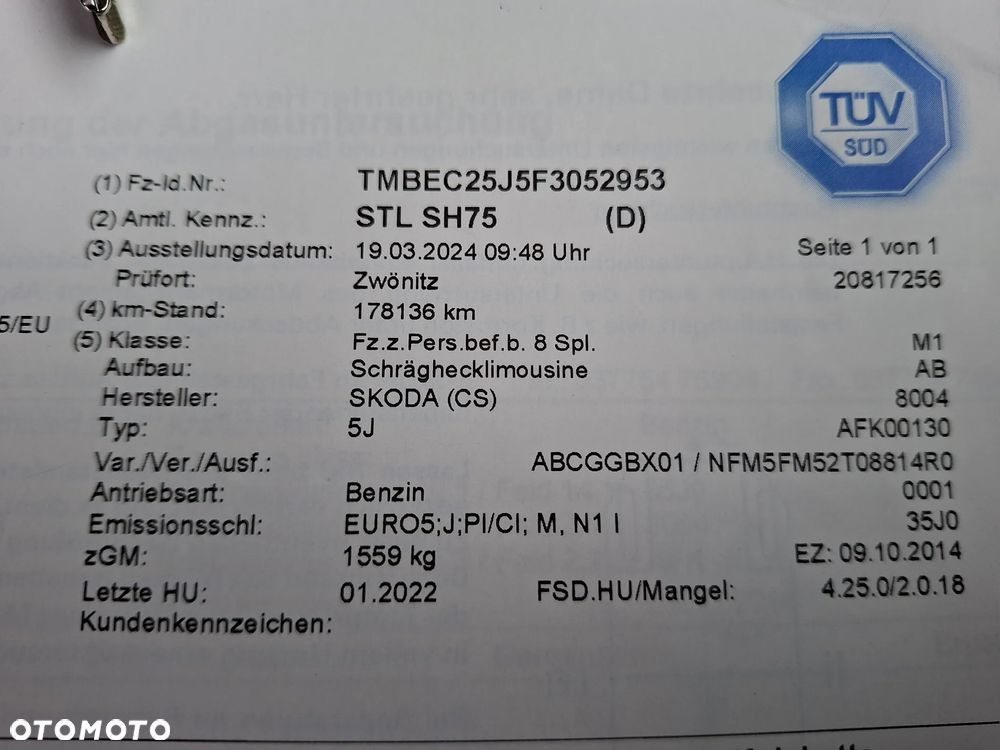 TÜV
SÜD
(1) Fz-Id.Nr.: TMBEC25J5F3052953
(2) Amtl. Kennz.: STL SH75 (D)
(3) Ausstellungsdatum: 19.03.2024 09:48 Uhr Seite 1 von 1
Prüfort: Zwönitz 20817256
(4) km-Stand: 178136 km
5/EU
(5) Klasse: Fz.z.Pers.bef.b. 8 Spl. M1
Aufbau: Schräghecklimousine AB
Hersteller: SKODA (CS) 8004
Typ: 5J AFK00130
Var./Ver./Ausf.: ABCGGBX01 / NFM5FM52T08814R0
Antriebsart: Benzin 0001
Emissionsschl: EURO5;J;PI/CI; M, N1 I 35J0
zGM: 1559 kg EZ: 09.10.2014
Letzte HU: 01.2022 FSD.HU/Mangel: 4.25.0/2.0.18
Kundenkennzeichen:
OTOMOTO